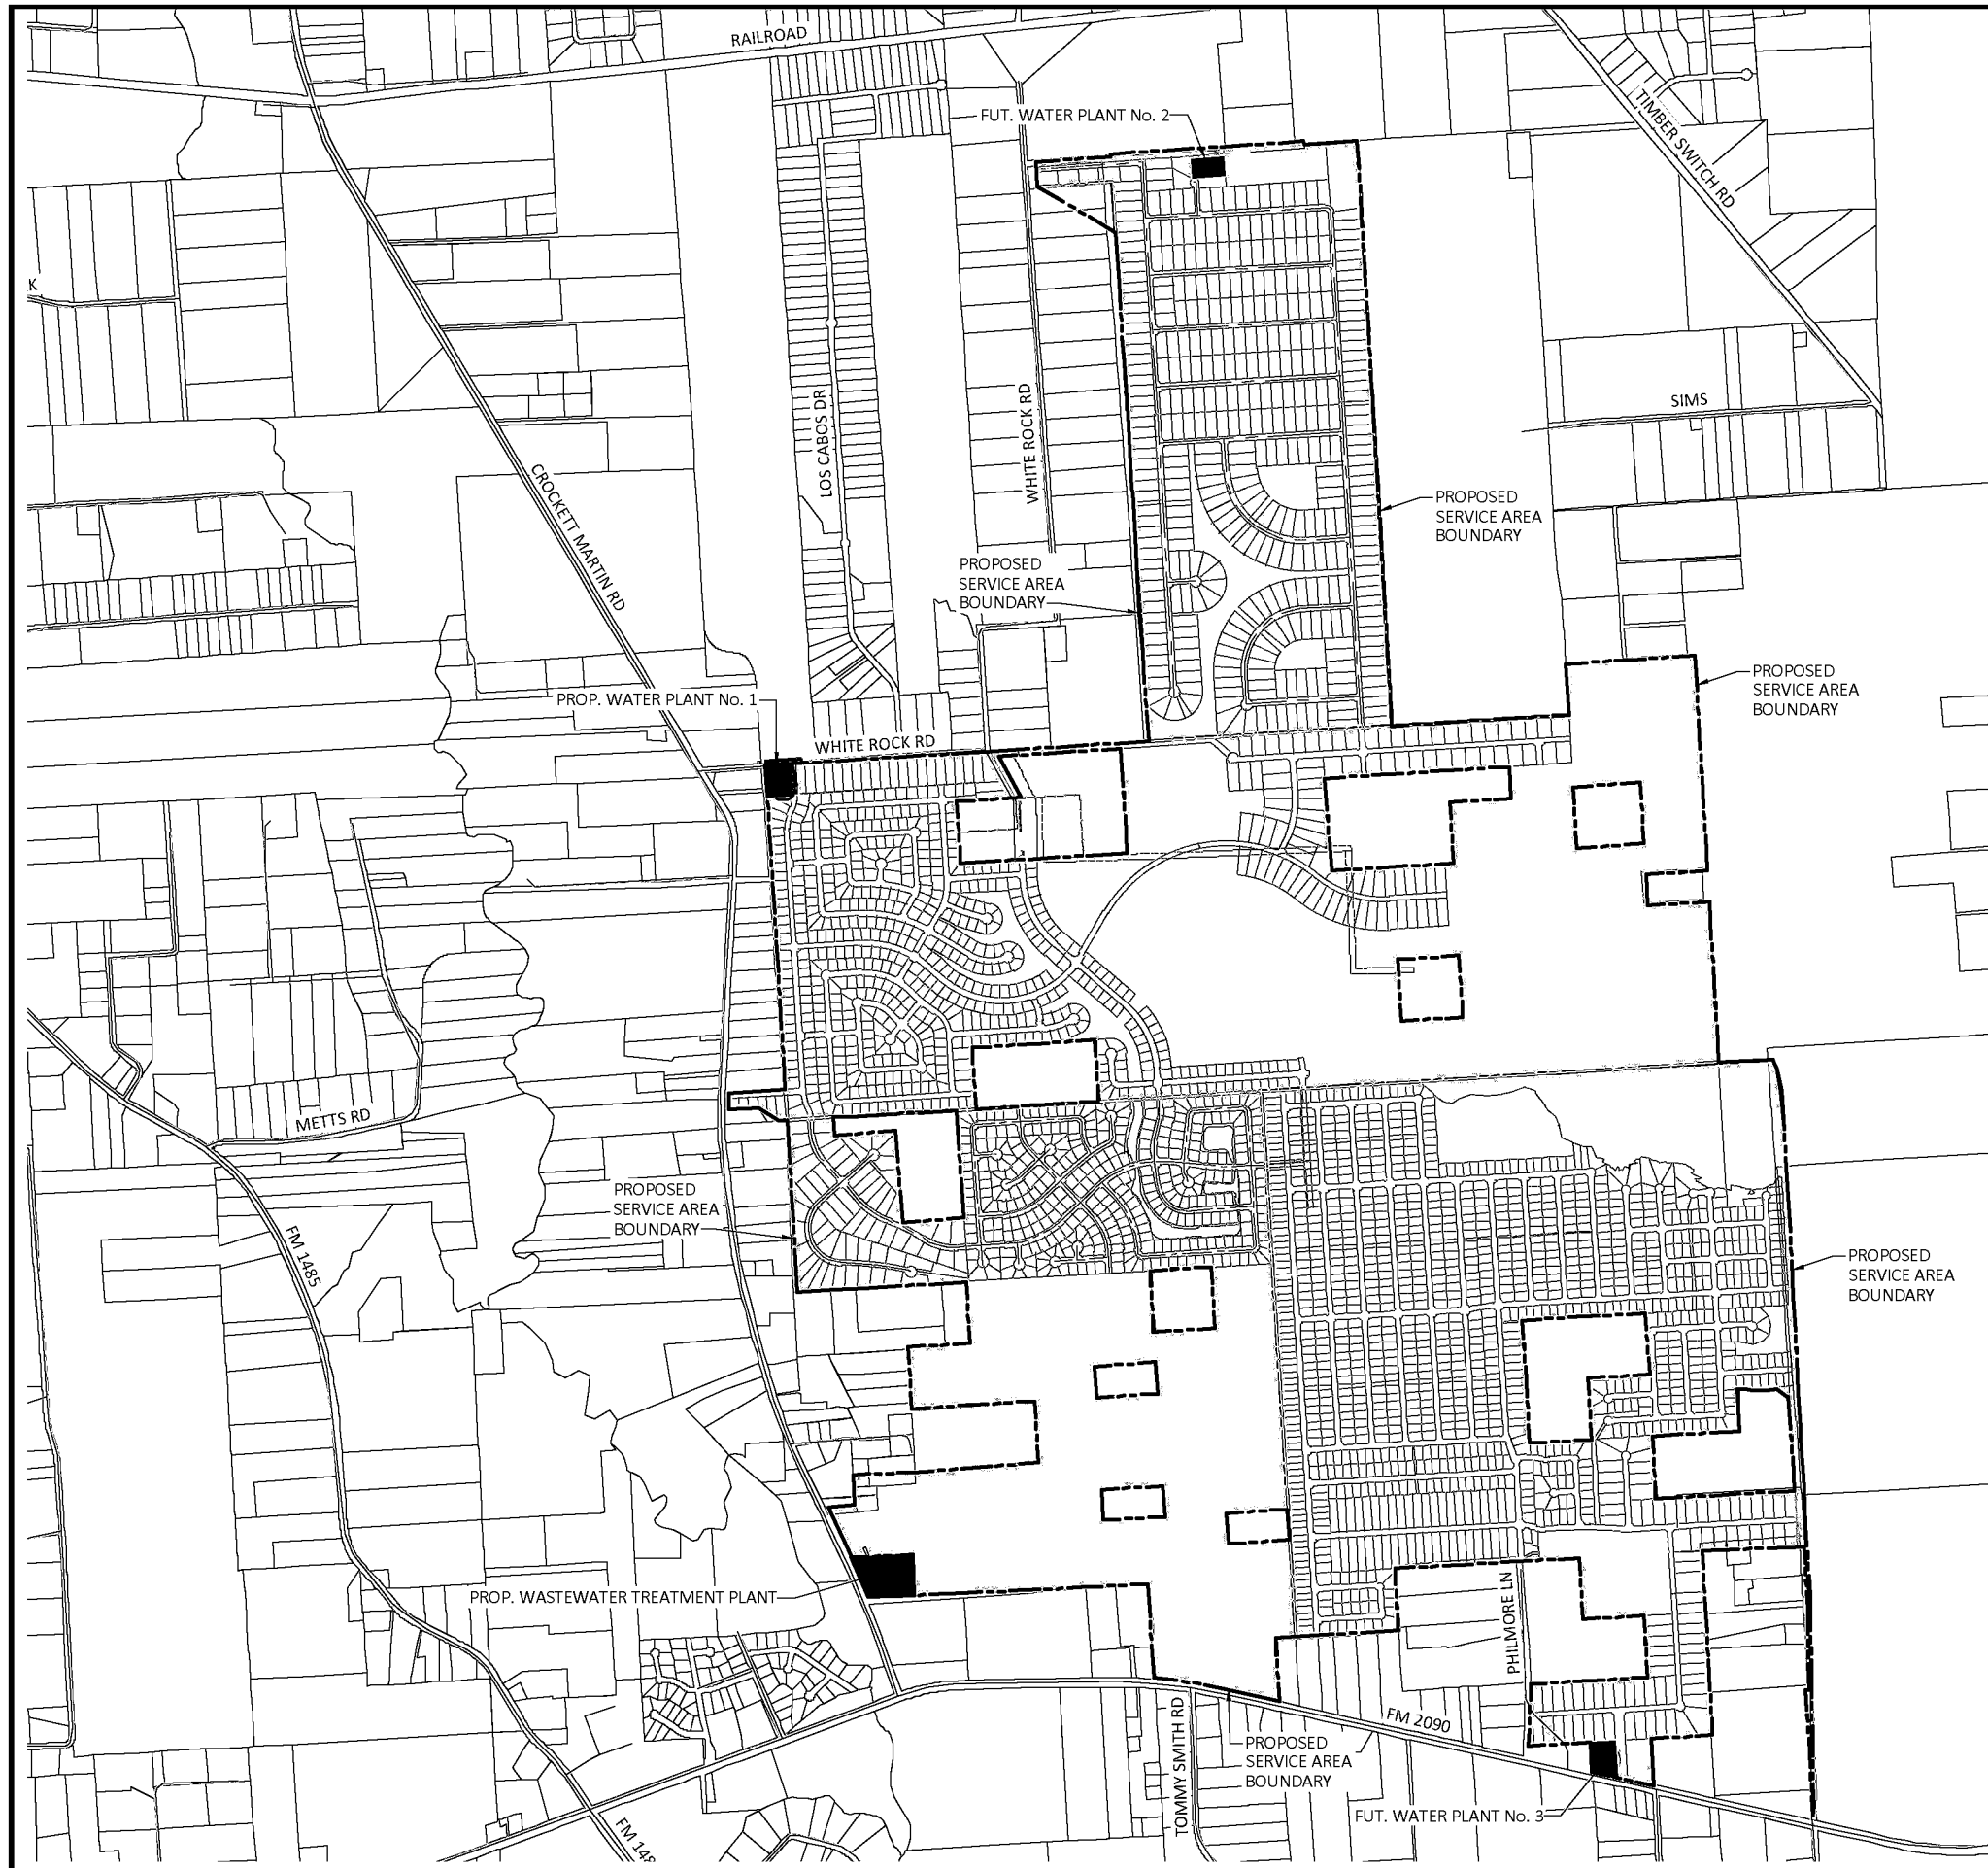 RAILROAD
FUT. WATER PLANT No. 2
TIMBER SWITCH RD
K
LOS CABOS DR
WHITE ROCK RD
SIMS
CROCKETT MARTIN RD
PROPOSED
SERVICE AREA
BOUNDARY
PROPOSED
SERVICE AREA
BOUNDARY
PROPOSED
SERVICE AREA
BOUNDARY
PROP. WATER PLANT No. 1
WHITE ROCK RD
METTS RD
PROPOSED
SERVICE AREA
BOUNDARY
FM 1485
PROPOSED
SERVICE AREA
BOUNDARY
PROP. WASTEWATER TREATMENT PLANT
PHILMORE LN
TOMMY SMITH RD
FM 2090
PROPOSED
SERVICE AREA
BOUNDARY
FUT. WATER PLANT No. 3
FM 148